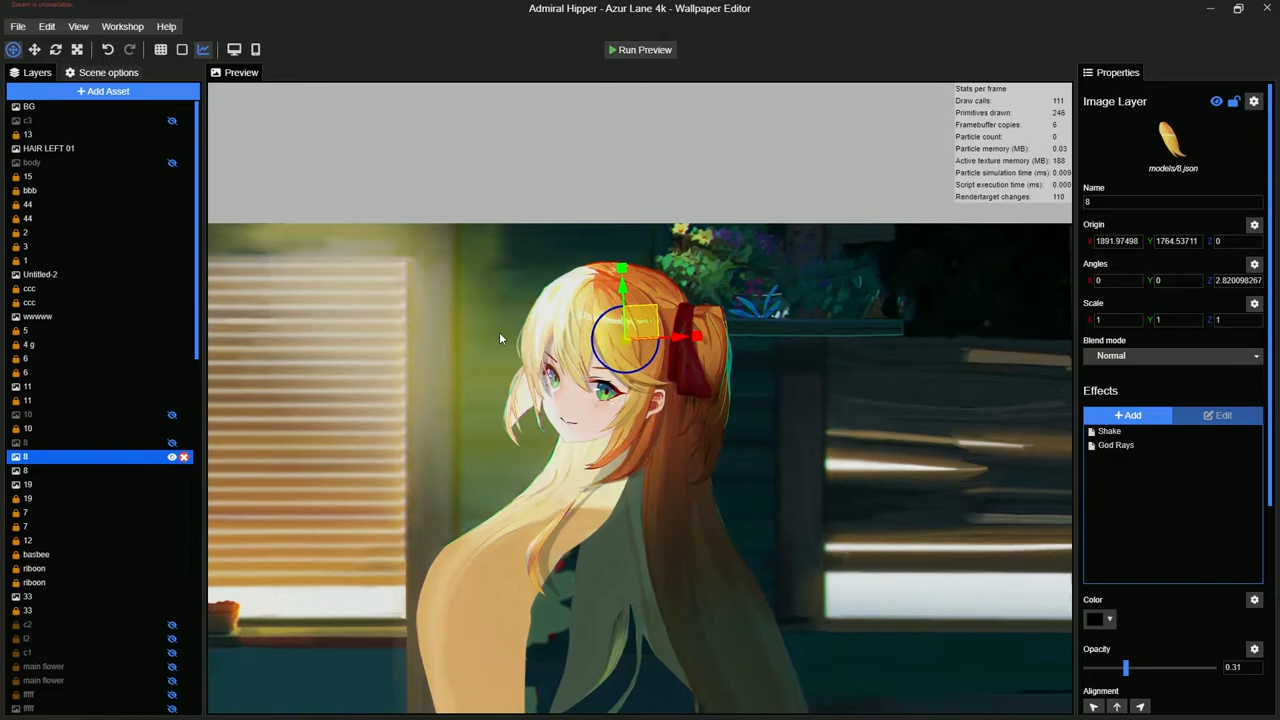 Steam is unavailable.
Admiral Hipper - Azur Lane 4k - Wallpaper Editor
File Edit View Workshop Help
Run Preview
Layers Scene options Preview Properties
+ Add Asset
BG
c3
13
HAIR LEFT 01
body
15
bbb
44
44
2
3
1
Untitled-2
ccc
ccc
wwwww
5
4 g
6
6
11
11
10
10
8
8
8
19
19
7
7
12
basbee
riboon
riboon
33
33
c2
l2
c1
main flower
main flower
fffff
fffff
Stats per frame
Draw calls: 111
Primitives drawn: 246
Framebuffer copies: 6
Particle count: 0
Particle memory (MB): 0.03
Active texture memory (MB): 188
Particle simulation time (ms): 0.009
Script execution time (ms): 0.000
Rendertarget changes: 110
Image Layer
models/8.json
Name
8
Origin
X 1891.97498 Y 1764.53711 Z 0
Angles
X 0 Y 0 Z 2.820098267
Scale
X 1 Y 1 Z 1
Blend mode
Normal
Effects
+ Add Edit
Shake
God Rays
Color
Opacity
0.31
Alignment